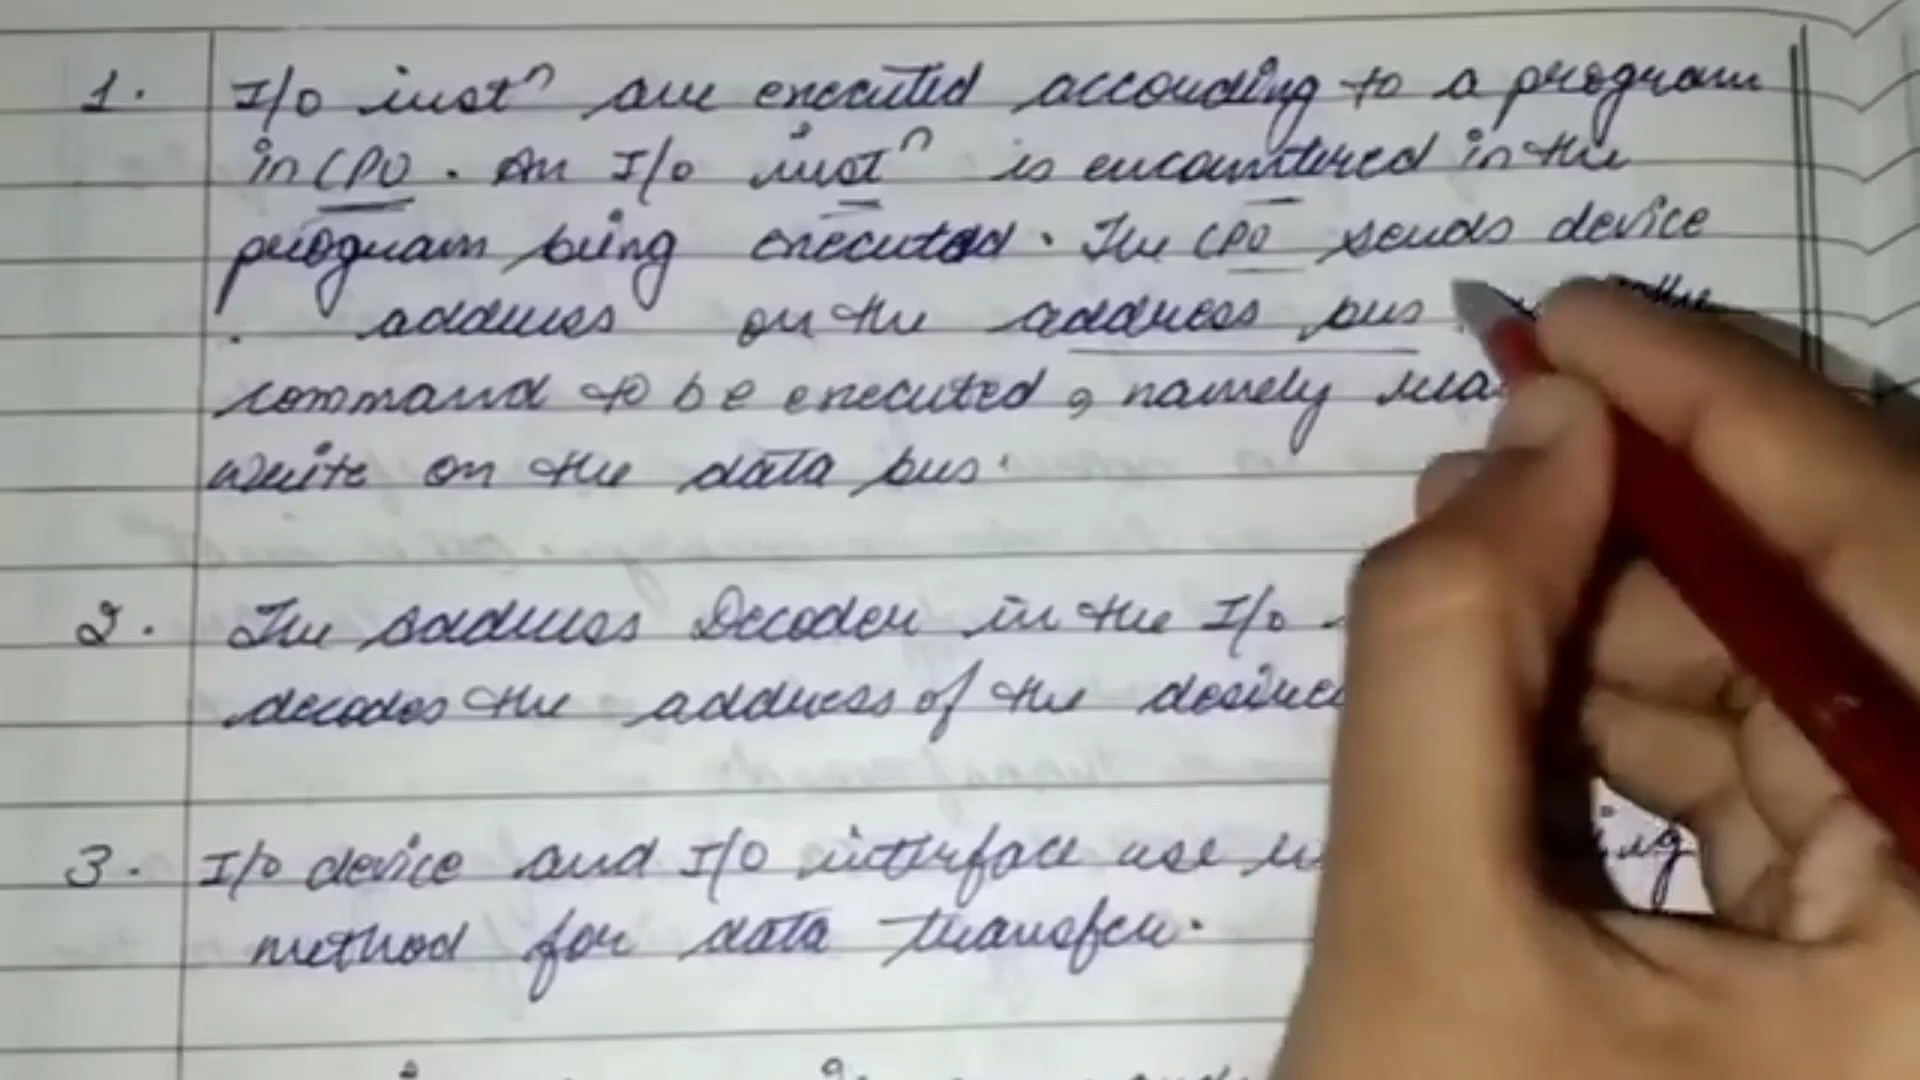 1. I/o instⁿ are executed according to a program
in CPU. An I/o instⁿ is encountered in the
program being executed. The CPU sends device
. address on the address bus the
command to be executed, namely
write on the data bus.
2. The address Decoder in the I/o
decodes the address of the
3. I/o device and I/o interface use
method for data transfer.